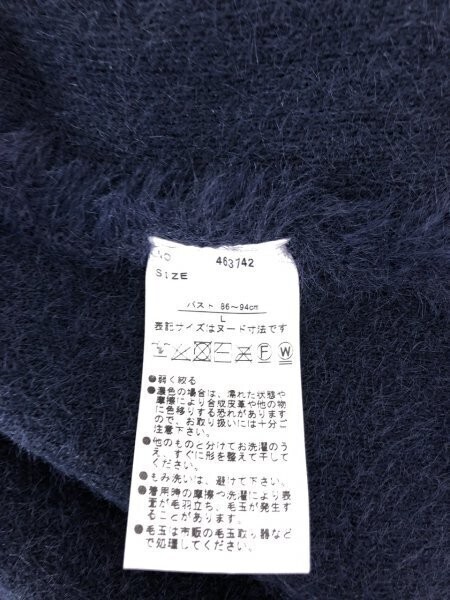 463742
SIZE
バスト 86～94cm
L
表記サイズはヌード寸法です
F W
●弱く絞る
●濃色の場合は、濡れた状態や
摩擦により合成皮革や他の物
に色移りする恐れがあります
ので、お取り扱いには十分ご
注意下さい。
●他のものと分けてお洗濯のう
え、すぐに形を整えて干して
ください。
●もみ洗いは、避けて下さい。
●着用時の摩擦や洗濯により表
面が毛羽立ち、毛玉が発生す
ることがあります。
●毛玉は市販の毛玉取り器など
で処理してください。